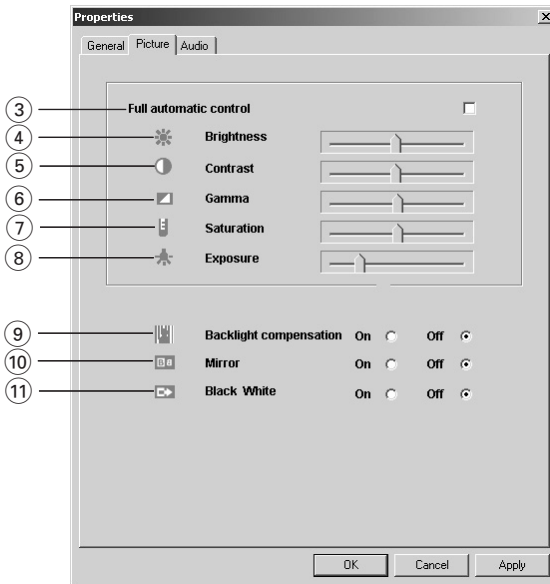 Properties
General Picture Audio
③ Full automatic control
④ Brightness
⑤ Contrast
⑥ Gamma
⑦ Saturation
⑧ Exposure
⑨ Backlight compensation On Off
⑩ Mirror On Off
⑪ Black White On Off
OK Cancel Apply